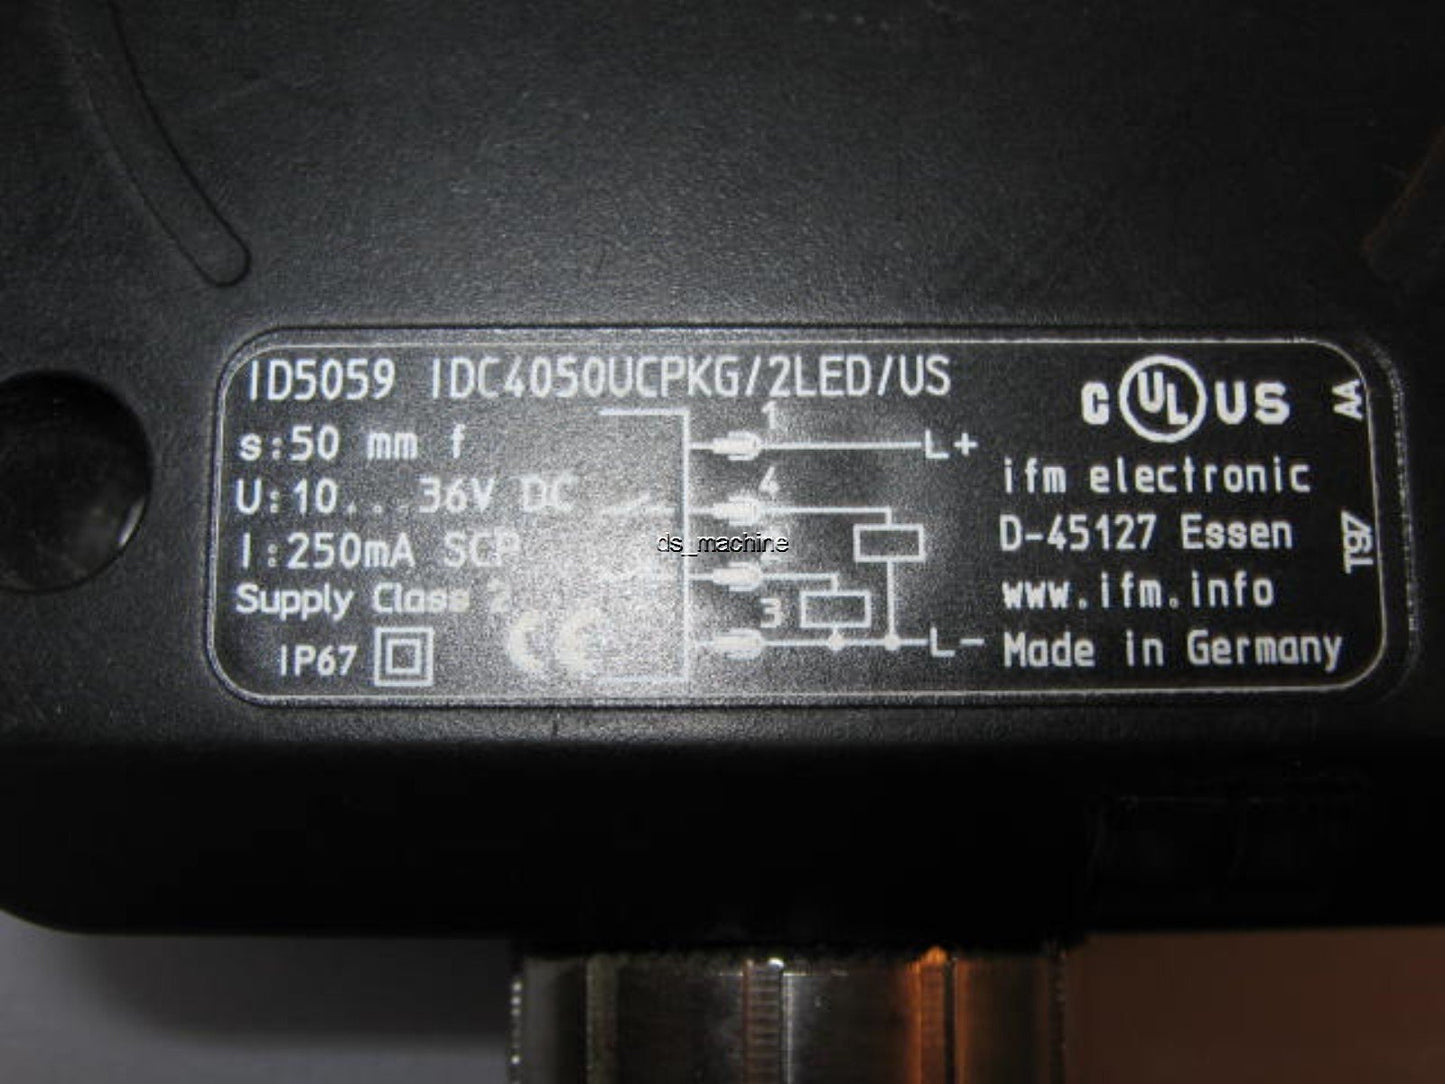 ID5059 IDC4050UCPKG/2LED/US
s:50 mm f
U:10...36V DC
I:250mA SCP
Supply Class 2
IP67
CE
1
L+
4
ds_machine
2
3
L-
C UL US
ifm electronic
D-45127 Essen
www.ifm.info
Made in Germany
AA
T97